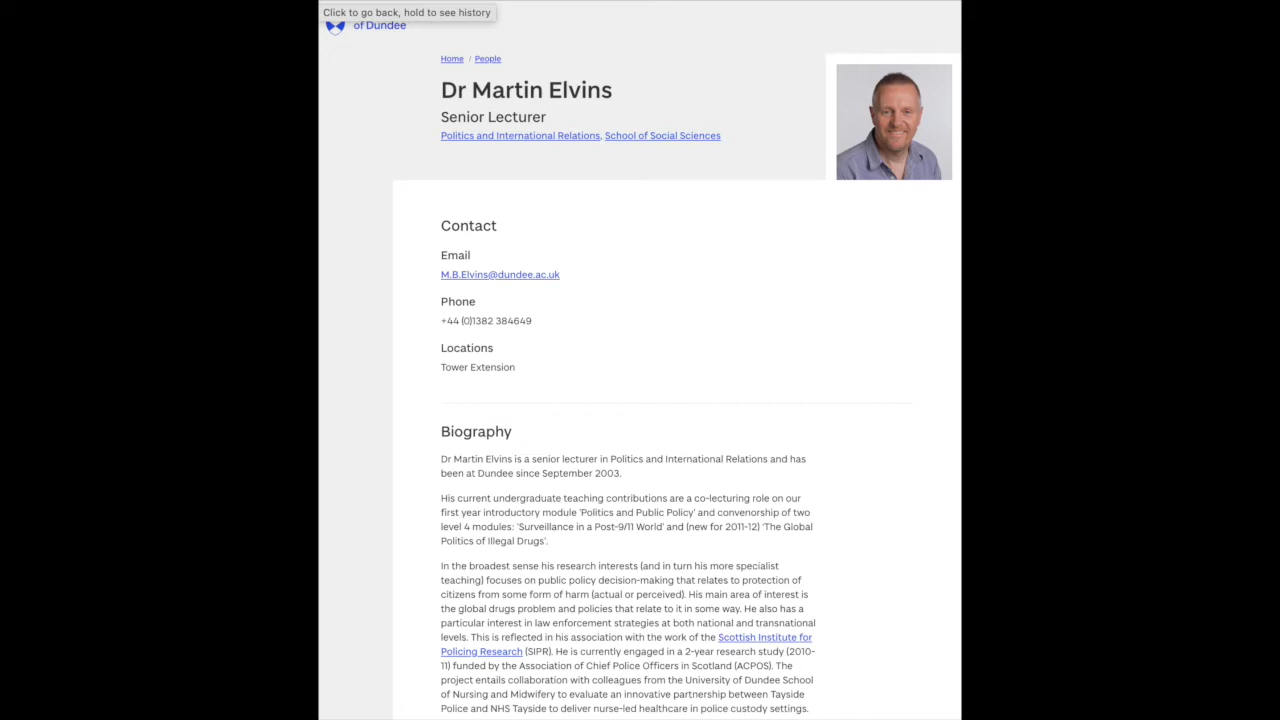 Click to go back, hold to see history
of Dundee
Home / People
Dr Martin Elvins
Senior Lecturer
Politics and International Relations, School of Social Sciences
Contact
Email
M.B.Elvins@dundee.ac.uk
Phone
+44 (0)1382 384649
Locations
Tower Extension
Biography
Dr Martin Elvins is a senior lecturer in Politics and International Relations and has
been at Dundee since September 2003.
His current undergraduate teaching contributions are a co-lecturing role on our
first year introductory module 'Politics and Public Policy' and convenorship of two
level 4 modules: 'Surveillance in a Post-9/11 World' and (new for 2011-12) 'The Global
Politics of Illegal Drugs'.
In the broadest sense his research interests (and in turn his more specialist
teaching) focuses on public policy decision-making that relates to protection of
citizens from some form of harm (actual or perceived). His main area of interest is
the global drugs problem and policies that relate to it in some way. He also has a
particular interest in law enforcement strategies at both national and transnational
levels. This is reflected in his association with the work of the Scottish Institute for
Policing Research (SIPR). He is currently engaged in a 2-year research study (2010-
11) funded by the Association of Chief Police Officers in Scotland (ACPOS). The
project entails collaboration with colleagues from the University of Dundee School
of Nursing and Midwifery to evaluate an innovative partnership between Tayside
Police and NHS Tayside to deliver nurse-led healthcare in police custody settings.